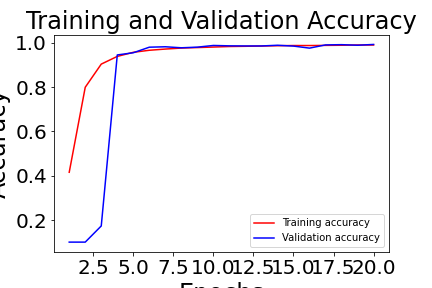 Training and Validation Accuracy
1.0
0.8
0.6
0.4
0.2
Accuracy
Training accuracy
Validation accuracy
2.5 5.0 7.5 10.0 12.5 15.0 17.5 20.0
Epochs